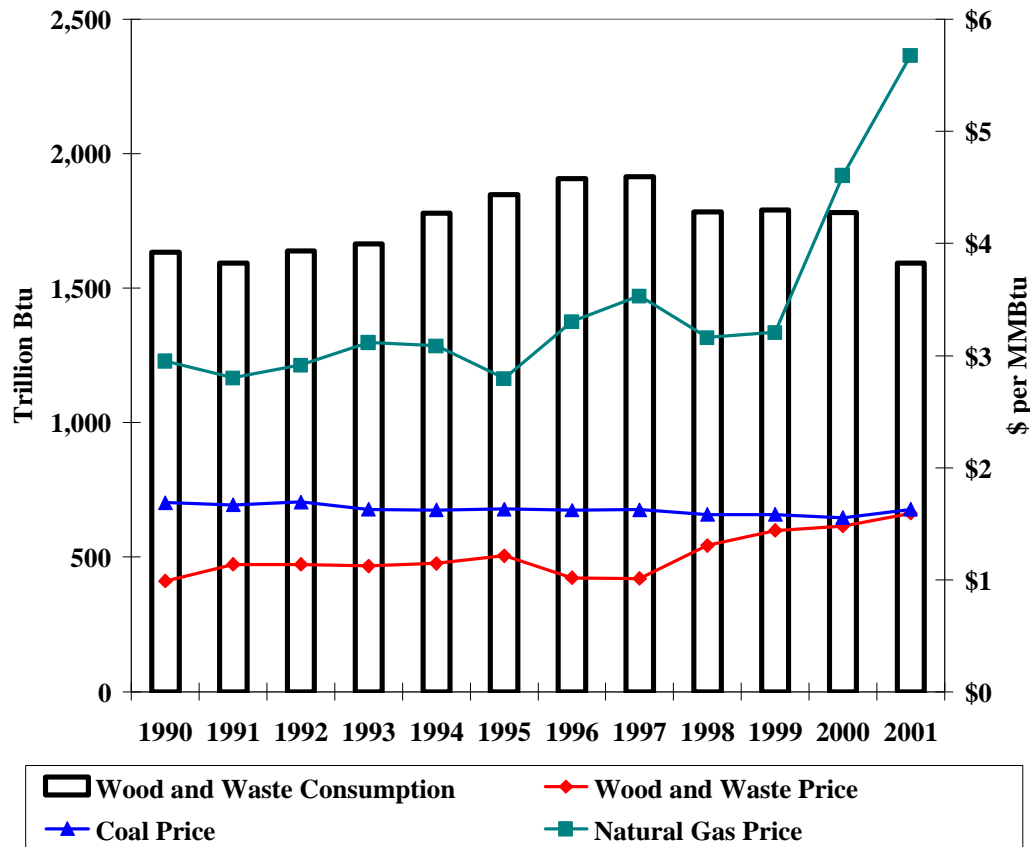 2,500
2,000
1,500
1,000
500
0
Trillion Btu
$6
$5
$4
$3
$2
$1
$0
$ per MMBtu
1990 1991 1992 1993 1994 1995 1996 1997 1998 1999 2000 2001
Wood and Waste Consumption Wood and Waste Price
Coal Price Natural Gas Price